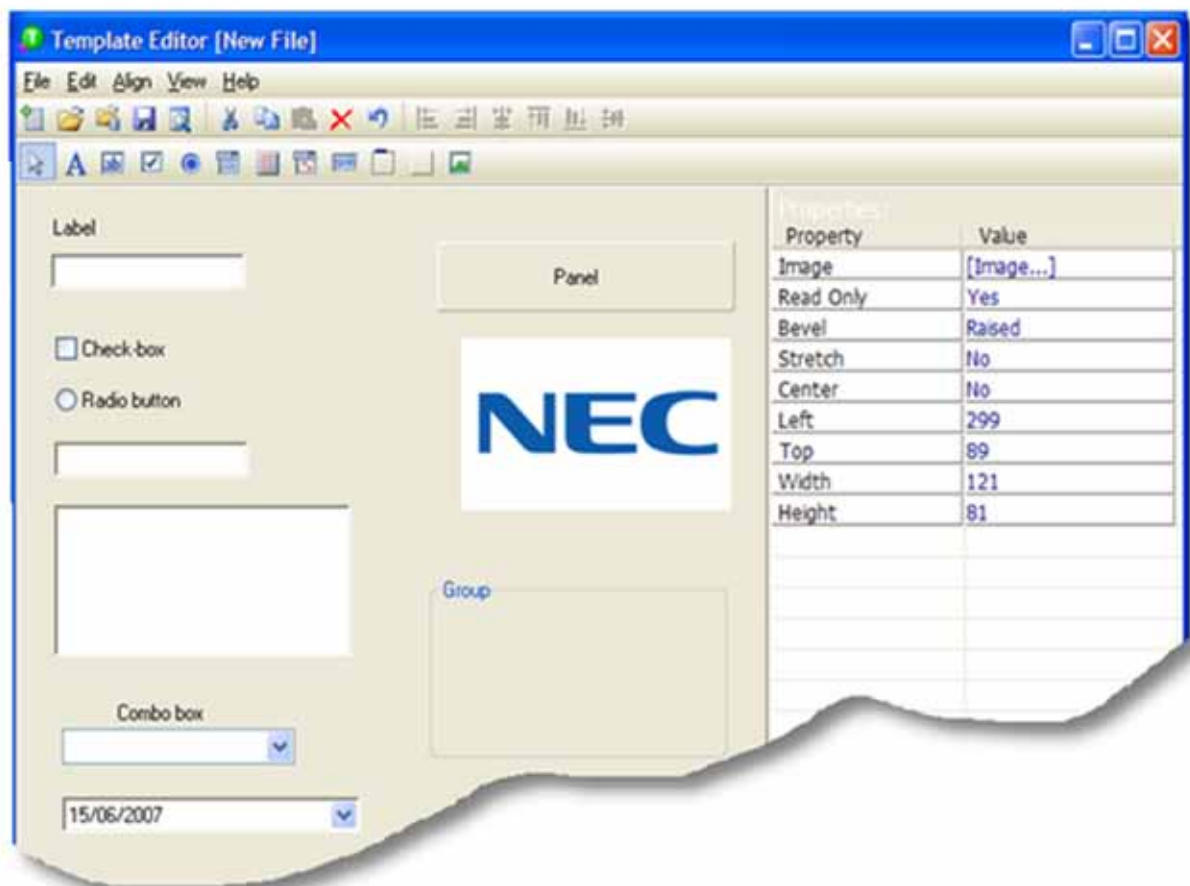 Template Editor [New File]
File Edit Align View Help
Label
Panel
Check-box
Radio button
NEC
Group
Combo box
15/06/2007
Properties:
Property Value
Image [Image...]
Read Only Yes
Bevel Raised
Stretch No
Center No
Left 299
Top 89
Width 121
Height 81